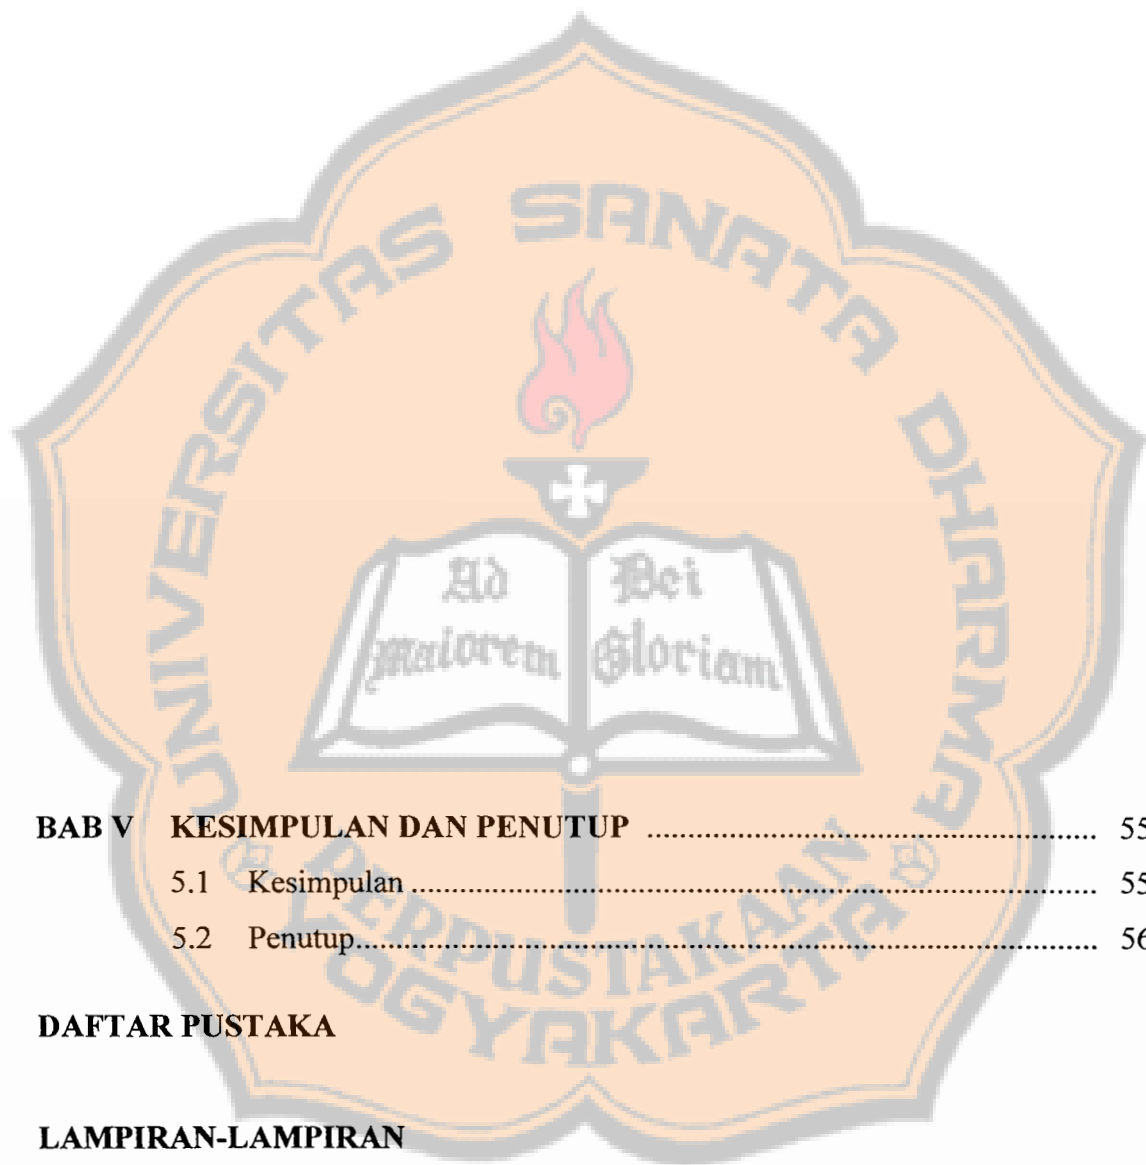 UNIVERSITAS SANATA DHARMA
Ad Dei
maiorem Gloriam
BAB V KESIMPULAN DAN PENUTUP ........................................................ 55
5.1 Kesimpulan ..................................................................................... 55
5.2 Penutup............................................................................................ 56
PERPUSTAKAAN
YOGYAKARTA
DAFTAR PUSTAKA
LAMPIRAN-LAMPIRAN